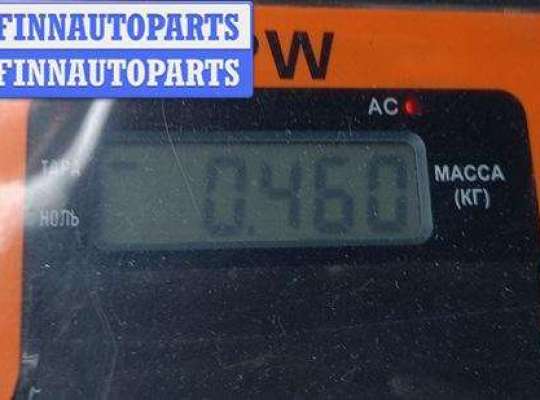 FINNAUTOPARTS
FINNAUTOPARTS
PW
AC
ТАРА
0.460
МАССА
(КГ)
НОЛЬ